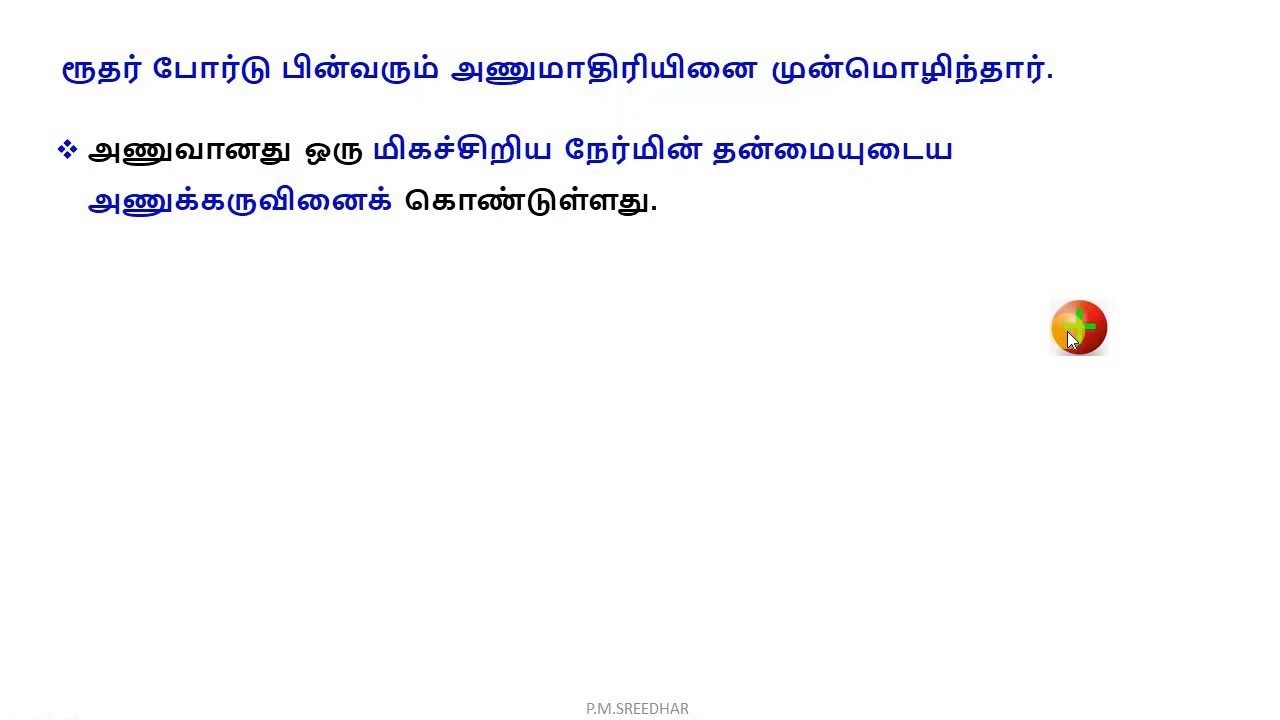 ரூதர் போர்டு பின்வரும் அணுமாதிரியினை முன்மொழிந்தார்.
❖ அணுவானது ஒரு மிகச்சிறிய நேர்மின் தன்மையுடைய
அணுக்கருவினைக் கொண்டுள்ளது.
P.M.SREEDHAR